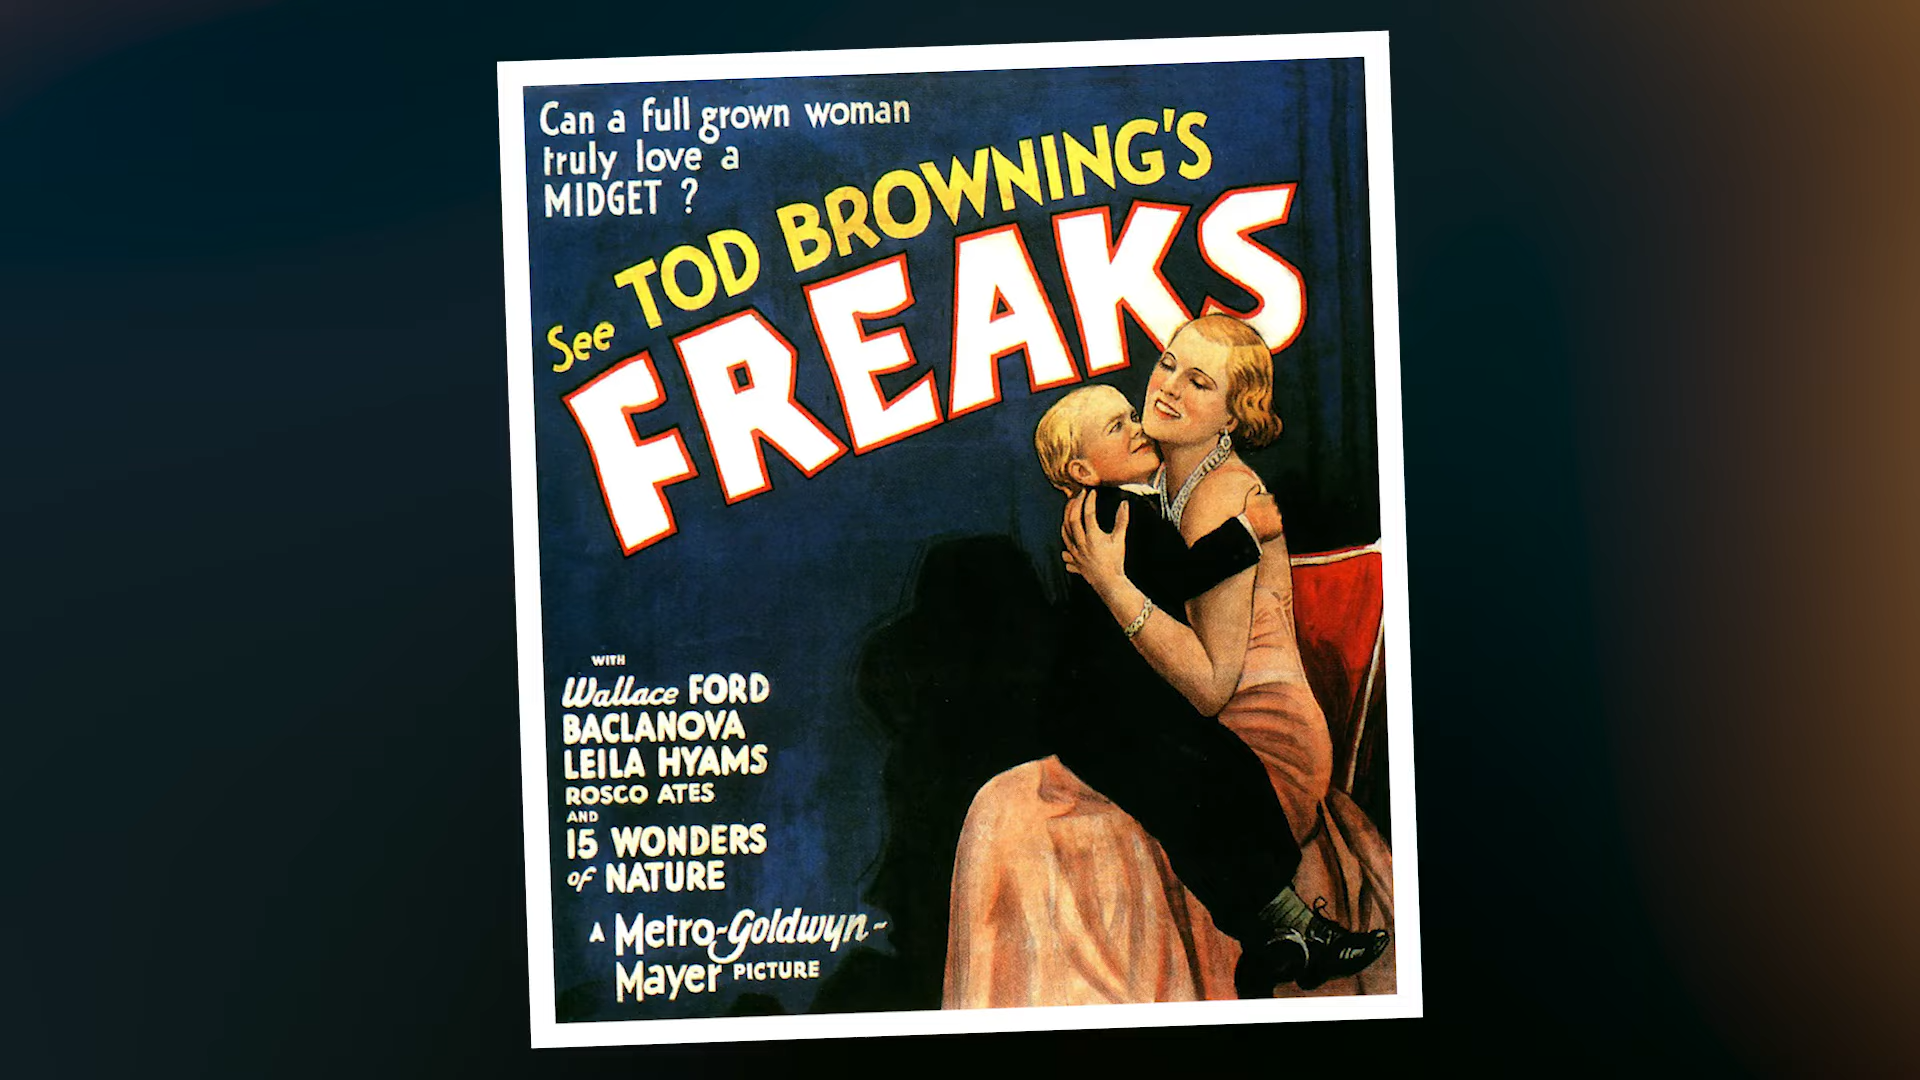 Can a full grown woman
truly love a
MIDGET ?
See TOD BROWNING'S
FREAKS
WITH
Wallace FORD
BACLANOVA
LEILA HYAMS
ROSCO ATES
AND
15 WONDERS
of NATURE
A Metro-Goldwyn-
Mayer PICTURE